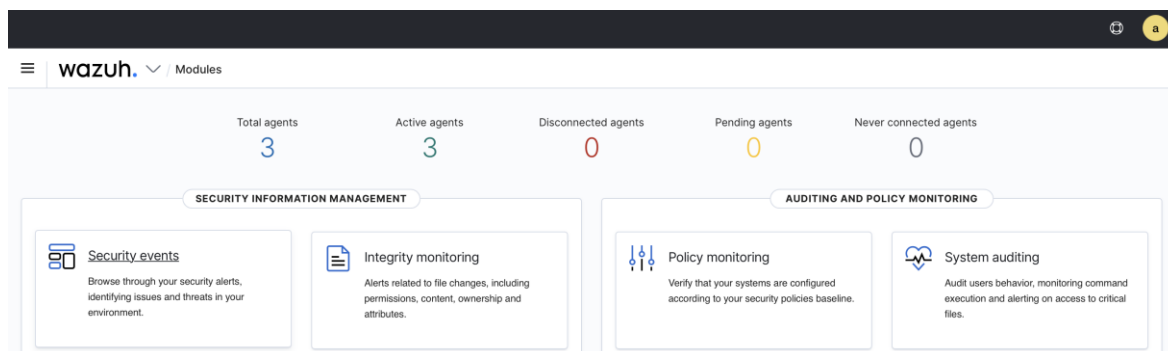 a
wazuh. / Modules
Total agents
3
Active agents
3
Disconnected agents
0
Pending agents
0
Never connected agents
0
SECURITY INFORMATION MANAGEMENT
Security events
Browse through your security alerts,
identifying issues and threats in your
environment.
Integrity monitoring
Alerts related to file changes, including
permissions, content, ownership and
attributes.
AUDITING AND POLICY MONITORING
Policy monitoring
Verify that your systems are configured
according to your security policies baseline.
System auditing
Audit users behavior, monitoring command
execution and alerting on access to critical
files.